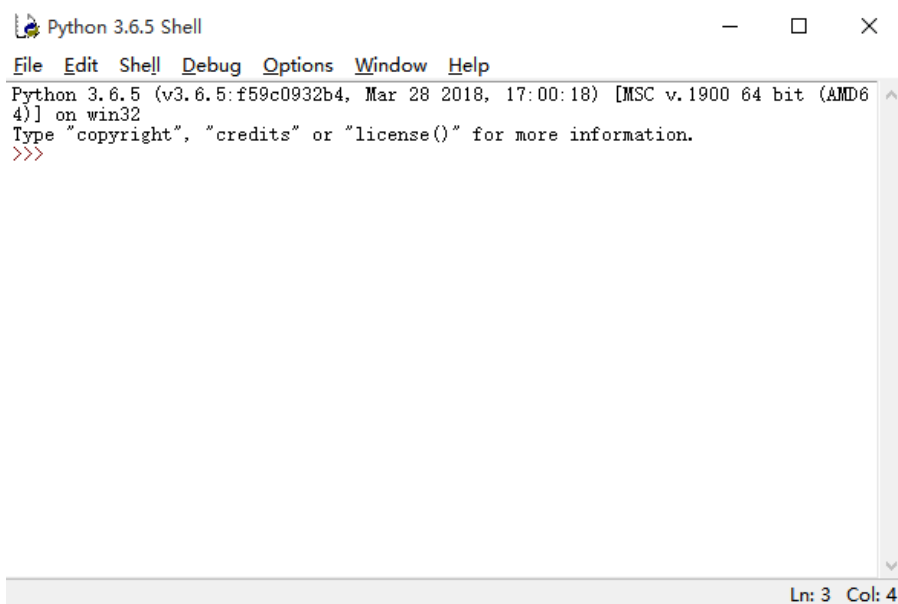 Python 3.6.5 Shell
File Edit Shell Debug Options Window Help
Python 3.6.5 (v3.6.5:f59c0932b4, Mar 28 2018, 17:00:18) [MSC v.1900 64 bit (AMD6
4)] on win32
Type "copyright", "credits" or "license()" for more information.
>>>
Ln: 3 Col: 4